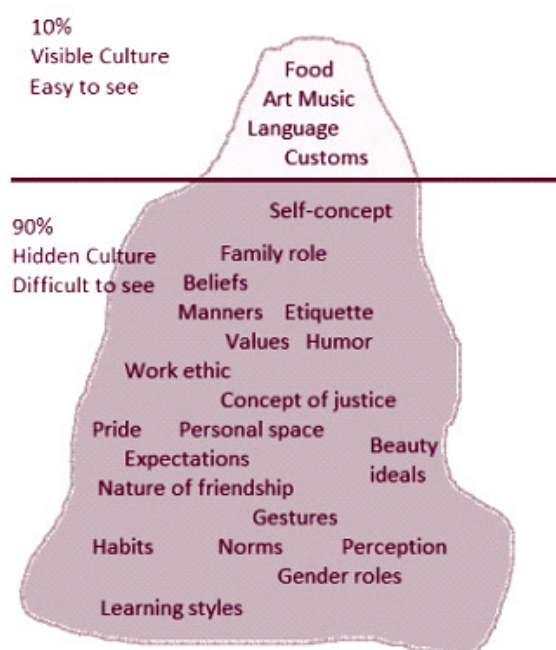 10%
Visible Culture
Easy to see
Food
Art Music
Language
Customs
90%
Hidden Culture
Difficult to see
Self-concept
Family role
Beliefs
Manners Etiquette
Values Humor
Work ethic
Concept of justice
Pride Personal space
Beauty
ideals
Expectations
Nature of friendship
Gestures
Habits Norms Perception
Gender roles
Learning styles